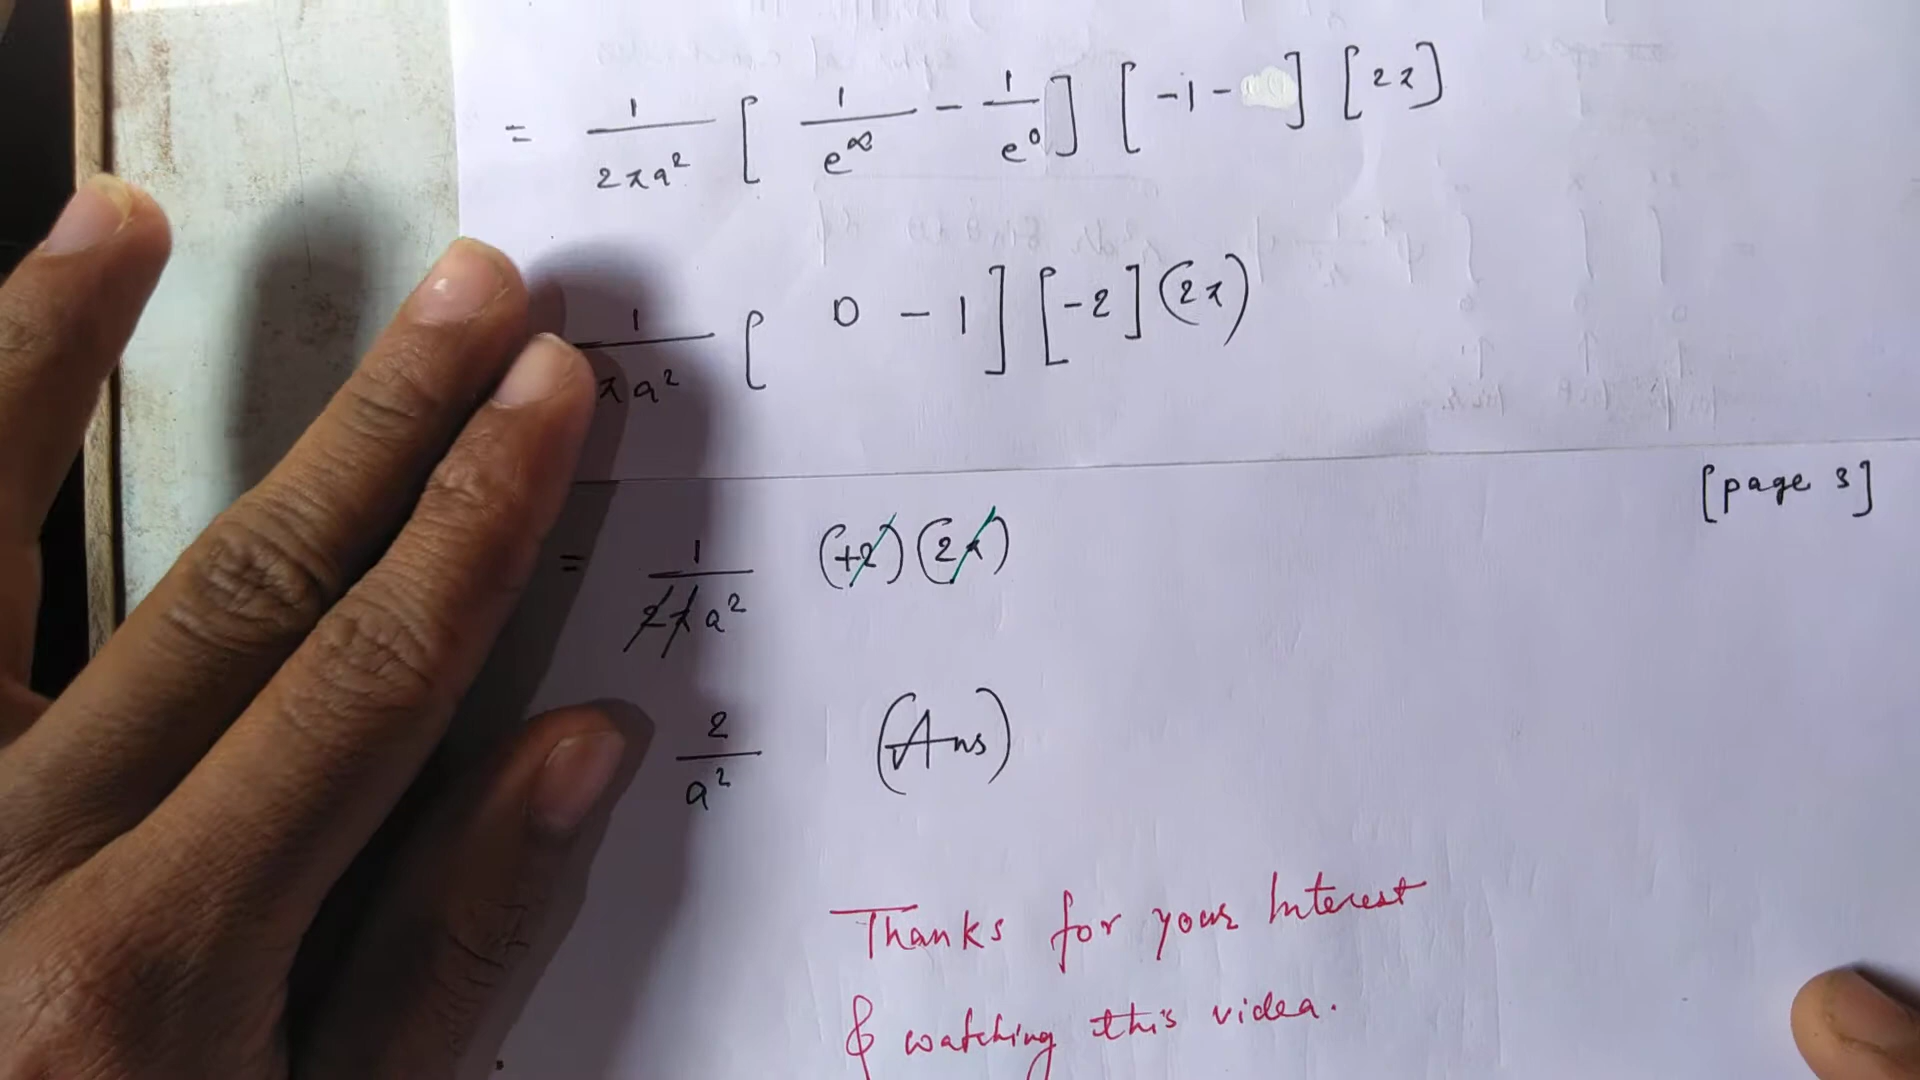 = 1/2πa² [ 1/e^∞ - 1/e⁰ ] [ -1 - ] [ 2π ]
1/πa² [ 0 - 1 ] [ -2 ] (2π)
[page 3]
= 1/2πa² (+2) (2π)
2/a² (Ans)
Thanks for your Interest
& watching this videa.